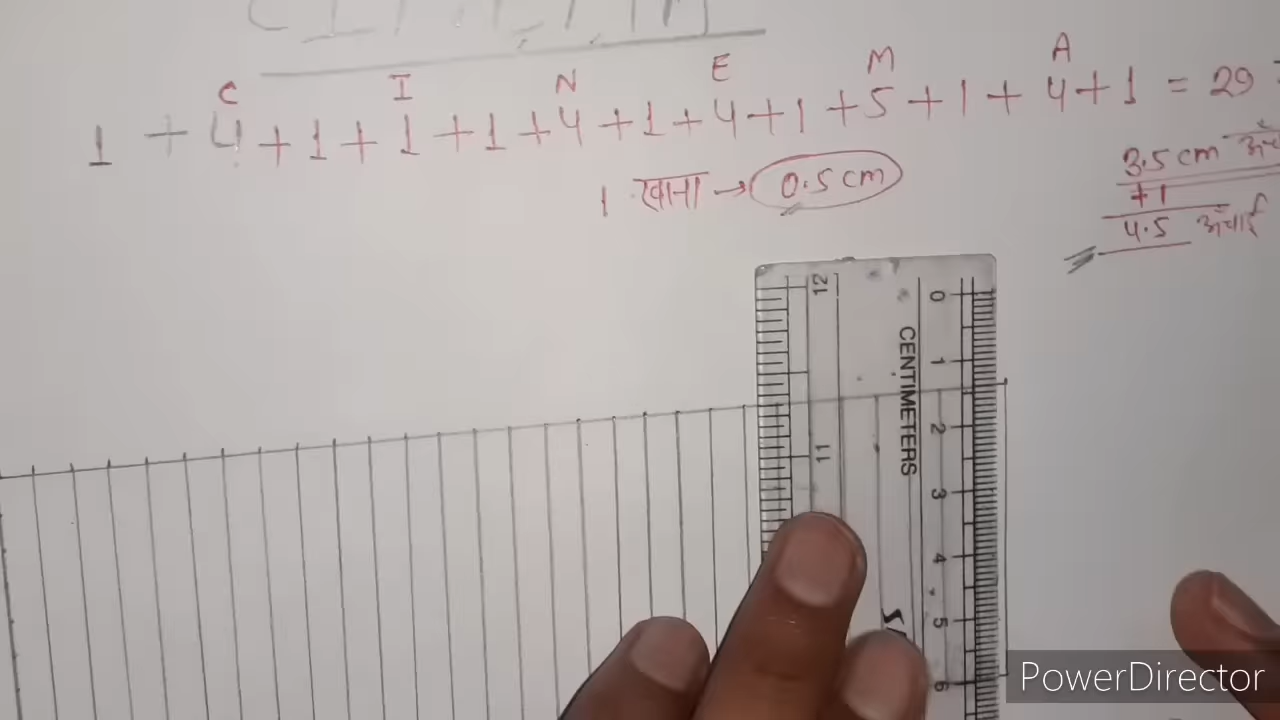 C I N E M A
1 + 4 + 1 + 1 + 1 + 4 + 1 + 4 + 1 + 5 + 1 + 4 + 1 = 29
1 खाना → 0.5 cm
3.5 cm
+1
4.5 ऊँचाई
12
11
CENTIMETERS
0 1 2 3 4 5 6
PowerDirector